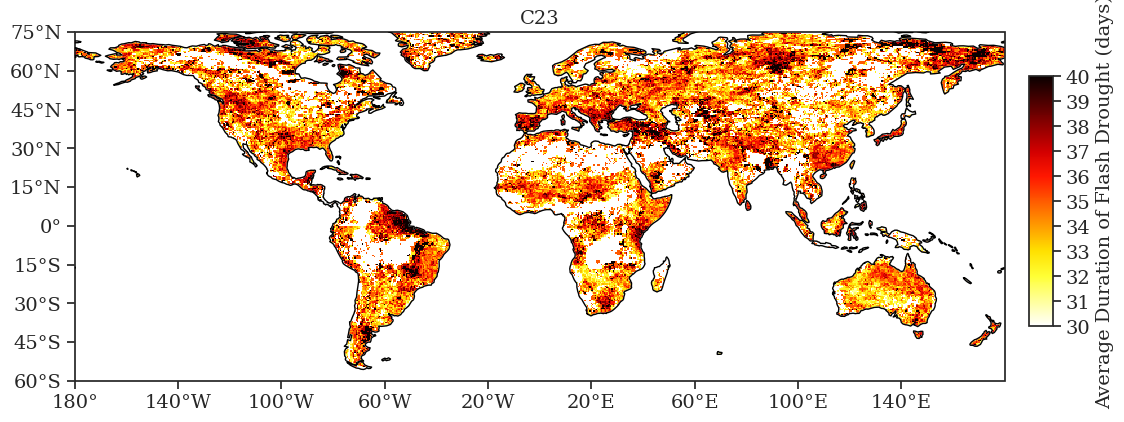 C23
75°N
60°N
45°N
30°N
15°N
0°
15°S
30°S
45°S
60°S
180°
140°W
100°W
60°W
20°W
20°E
60°E
100°E
140°E
40
39
38
37
36
35
34
33
32
31
30
Average Duration of Flash Drought (days)